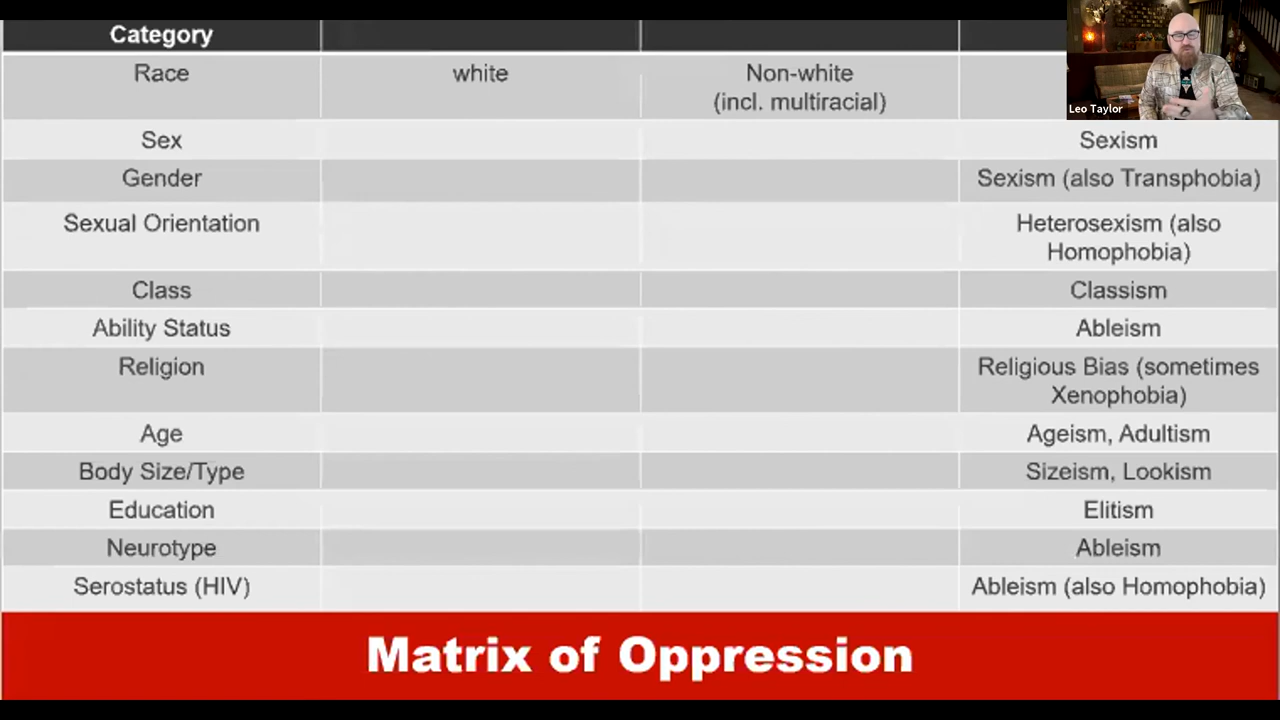 Category
Race white Non-white
(incl. multiracial)
Leo Taylor
Sex Sexism
Gender Sexism (also Transphobia)
Sexual Orientation Heterosexism (also
Homophobia)
Class Classism
Ability Status Ableism
Religion Religious Bias (sometimes
Xenophobia)
Age Ageism, Adultism
Body Size/Type Sizeism, Lookism
Education Elitism
Neurotype Ableism
Serostatus (HIV) Ableism (also Homophobia)
Matrix of Oppression